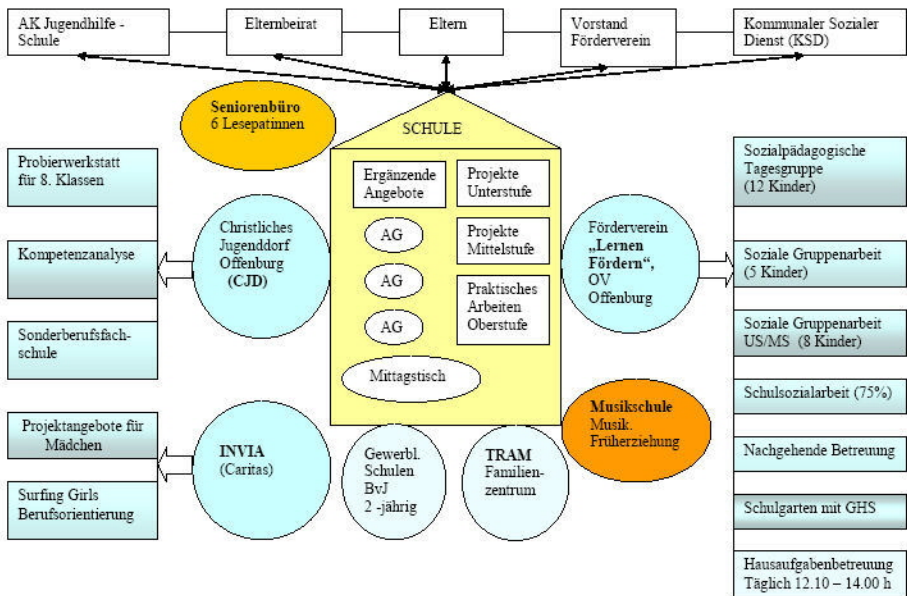 AK Jugendhilfe -
Schule
Elternbeirat
Eltern
Vorstand
Förderverein
Kommunaler Sozialer
Dienst (KSD)
Seniorenbüro
6 Lesepatinnen
SCHULE
Ergänzende
Angebote
AG
AG
AG
Mittagstisch
Projekte
Unterstufe
Projekte
Mittelstufe
Praktisches
Arbeiten
Oberstufe
Probierwerkstatt
für 8. Klassen
Kompetenzanalyse
Sonderberufsfach-
schule
Christliches
Jugenddorf
Offenburg
(CJD)
Förderverein
„Lernen
Fördern“,
OV
Offenburg
Sozialpädagogische
Tagesgruppe
(12 Kinder)
Soziale Gruppenarbeit
(5 Kinder)
Soziale Gruppenarbeit
US/MS (8 Kinder)
Schulsozialarbeit (75%)
Nachgehende Betreuung
Schulgarten mit GHS
Hausaufgabenbetreuung
Täglich 12.10 – 14.00 h
Projektangebote für
Mädchen
Surfing Girls
Berufsorientierung
INVIA
(Caritas)
Gewerbl.
Schulen
BvJ
2 -jährig
TRAM
Familien-
zentrum
Musikschule
Musik.
Früherziehung